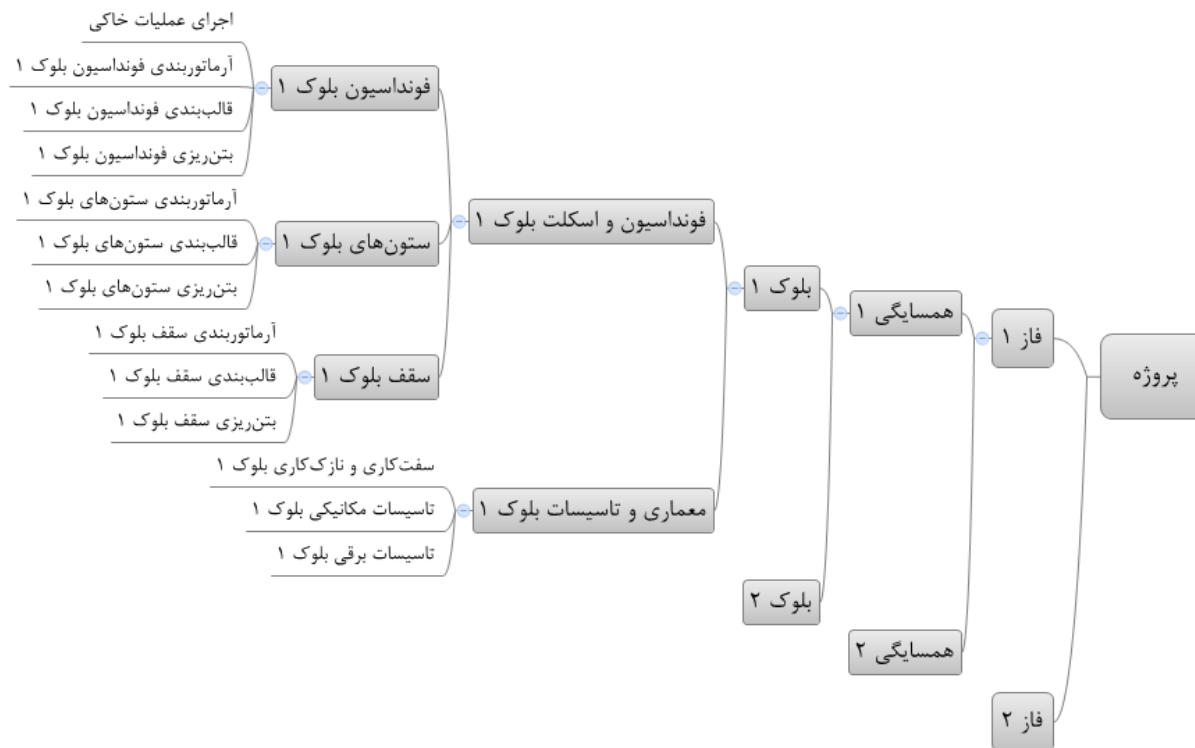 پروژه
فاز ۱
همسایگی ۱
بلوک ۱
فونداسیون و اسکلت بلوک ۱
فونداسیون بلوک ۱
اجرای عملیات خاکی
آرماتوربندی فونداسیون بلوک ۱
قالب‌بندی فونداسیون بلوک ۱
بتن‌ریزی فونداسیون بلوک ۱
ستون‌های بلوک ۱
آرماتوربندی ستون‌های بلوک ۱
قالب‌بندی ستون‌های بلوک ۱
بتن‌ریزی ستون‌های بلوک ۱
سقف بلوک ۱
آرماتوربندی سقف بلوک ۱
قالب‌بندی سقف بلوک ۱
بتن‌ریزی سقف بلوک ۱
معماری و تاسیسات بلوک ۱
سفت‌کاری و نازک‌کاری بلوک ۱
تاسیسات مکانیکی بلوک ۱
تاسیسات برقی بلوک ۱
بلوک ۲
همسایگی ۲
فاز ۲